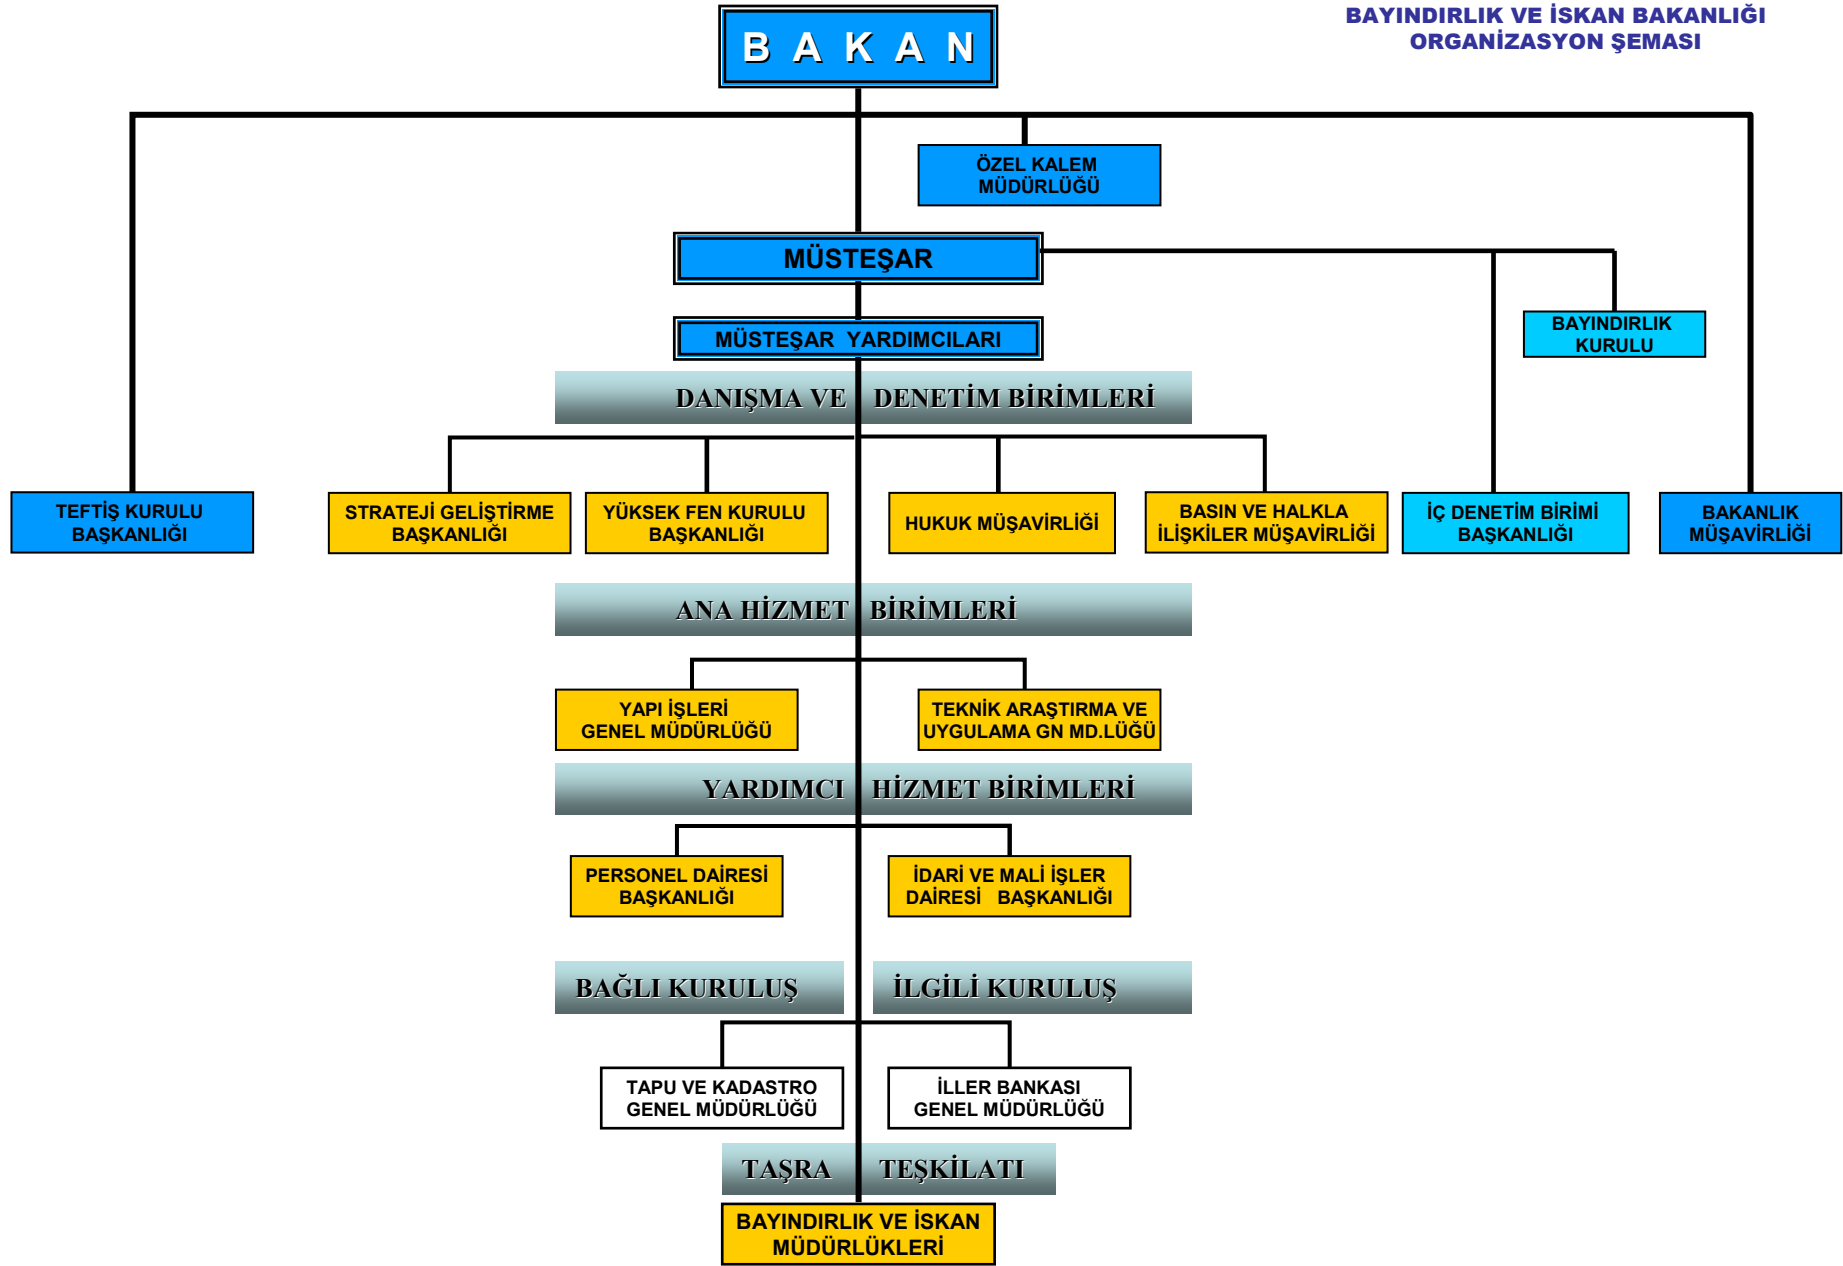 BAYINDIRLIK VE İSKAN BAKANLIĞI
ORGANİZASYON ŞEMASI
B A K A N
ÖZEL KALEM
MÜDÜRLÜĞÜ
MÜSTEŞAR
MÜSTEŞAR YARDIMCILARI
BAYINDIRLIK
KURULU
DANIŞMA VE DENETİM BİRİMLERİ
TEFTİŞ KURULU
BAŞKANLIĞI
STRATEJİ GELİŞTİRME
BAŞKANLIĞI
YÜKSEK FEN KURULU
BAŞKANLIĞI
HUKUK MÜŞAVİRLİĞİ
BASIN VE HALKLA
İLİŞKİLER MÜŞAVİRLİĞİ
İÇ DENETİM BİRİMİ
BAŞKANLIĞI
BAKANLIK
MÜŞAVİRLİĞİ
ANA HİZMET BİRİMLERİ
YAPI İŞLERİ
GENEL MÜDÜRLÜĞÜ
TEKNİK ARAŞTIRMA VE
UYGULAMA GN MD.LÜĞÜ
YARDIMCI HİZMET BİRİMLERİ
PERSONEL DAİRESİ
BAŞKANLIĞI
İDARİ VE MALİ İŞLER
DAİRESİ BAŞKANLIĞI
BAĞLI KURULUŞ
İLGİLİ KURULUŞ
TAPU VE KADASTRO
GENEL MÜDÜRLÜĞÜ
İLLER BANKASI
GENEL MÜDÜRLÜĞÜ
TAŞRA TEŞKİLATI
BAYINDIRLIK VE İSKAN
MÜDÜRLÜKLERİ